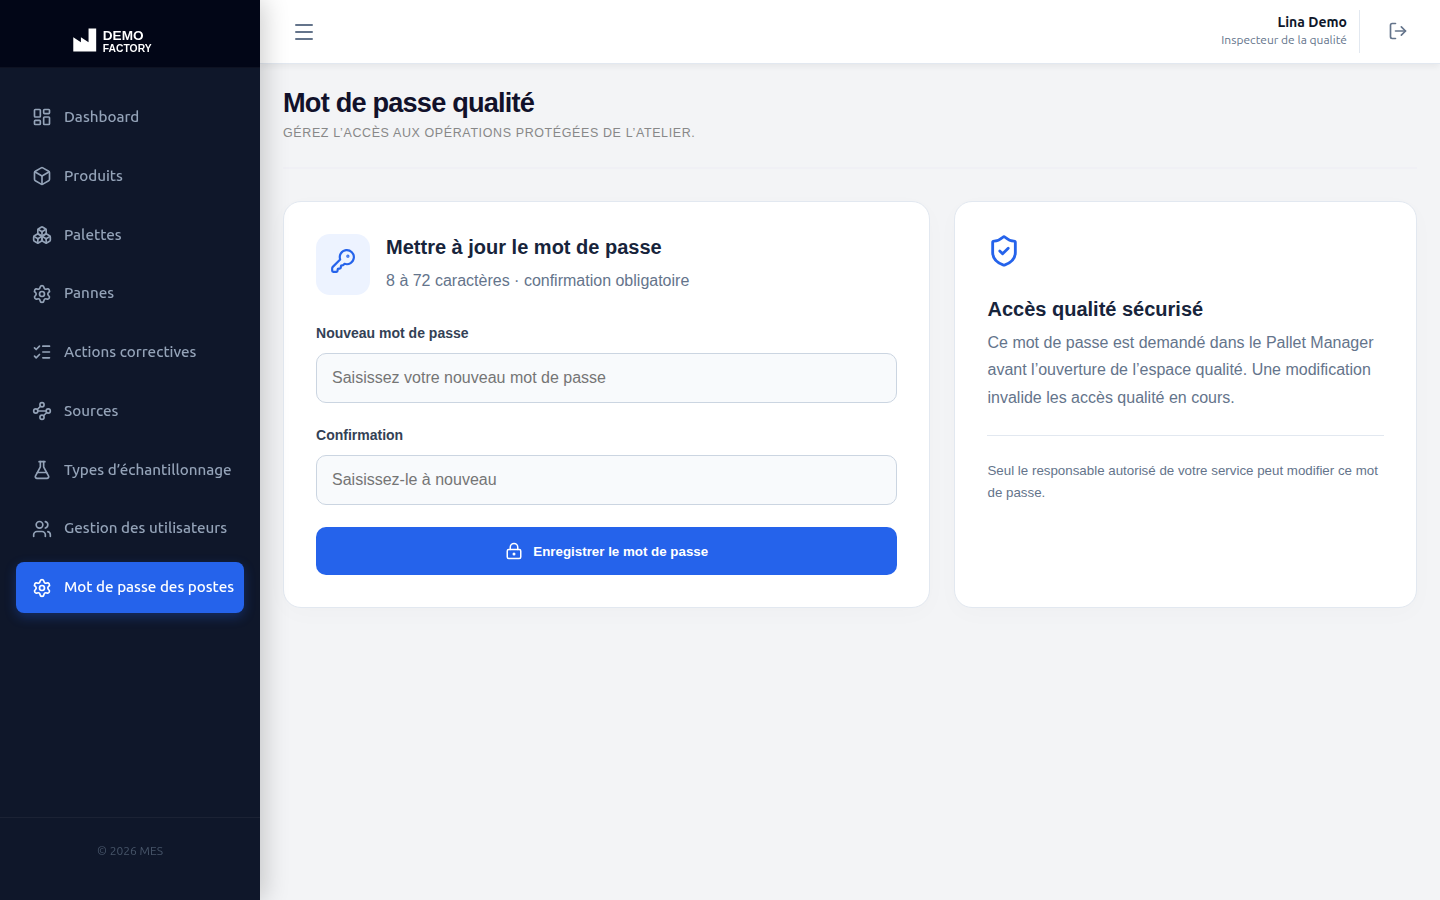 DEMO
FACTORY
Dashboard
Produits
Palettes
Pannes
Actions correctives
Sources
Types d’échantillonnage
Gestion des utilisateurs
Mot de passe des postes
© 2026 MES
Lina Demo
Inspecteur de la qualité
Mot de passe qualité
GÉREZ L’ACCÈS AUX OPÉRATIONS PROTÉGÉES DE L’ATELIER.
Mettre à jour le mot de passe
8 à 72 caractères · confirmation obligatoire
Nouveau mot de passe
Saisissez votre nouveau mot de passe
Confirmation
Saisissez-le à nouveau
Enregistrer le mot de passe
Accès qualité sécurisé
Ce mot de passe est demandé dans le Pallet Manager
avant l’ouverture de l’espace qualité. Une modification
invalide les accès qualité en cours.
Seul le responsable autorisé de votre service peut modifier ce mot
de passe.